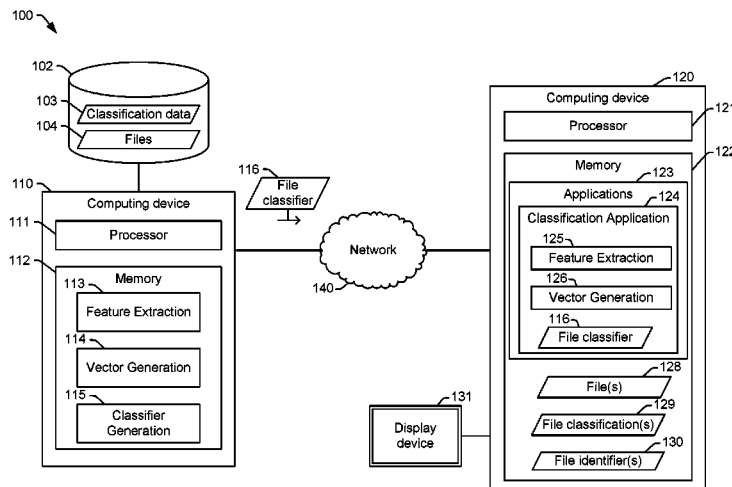 100
102
103
Classification data
104
Files
110
Computing device
111
Processor
112
Memory
113
Feature Extraction
114
Vector Generation
115
Classifier
Generation
116
File
classifier
Network
140
120
Computing device
121
Processor
122
Memory
123
Applications
124
Classification Application
125
Feature Extraction
126
Vector Generation
116
File classifier
128
File(s)
129
File classification(s)
130
File identifier(s)
131
Display
device